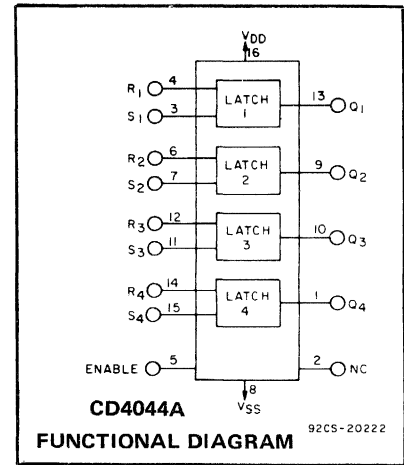 VDD
16
R1 4
S1 3
LATCH
1
13 Q1
R2 6
S2 7
LATCH
2
9 Q2
R3 12
S3 11
LATCH
3
10 Q3
R4 14
S4 15
LATCH
4
1 Q4
ENABLE 5
2 NC
8
VSS
CD4044A
92CS-20222
FUNCTIONAL DIAGRAM